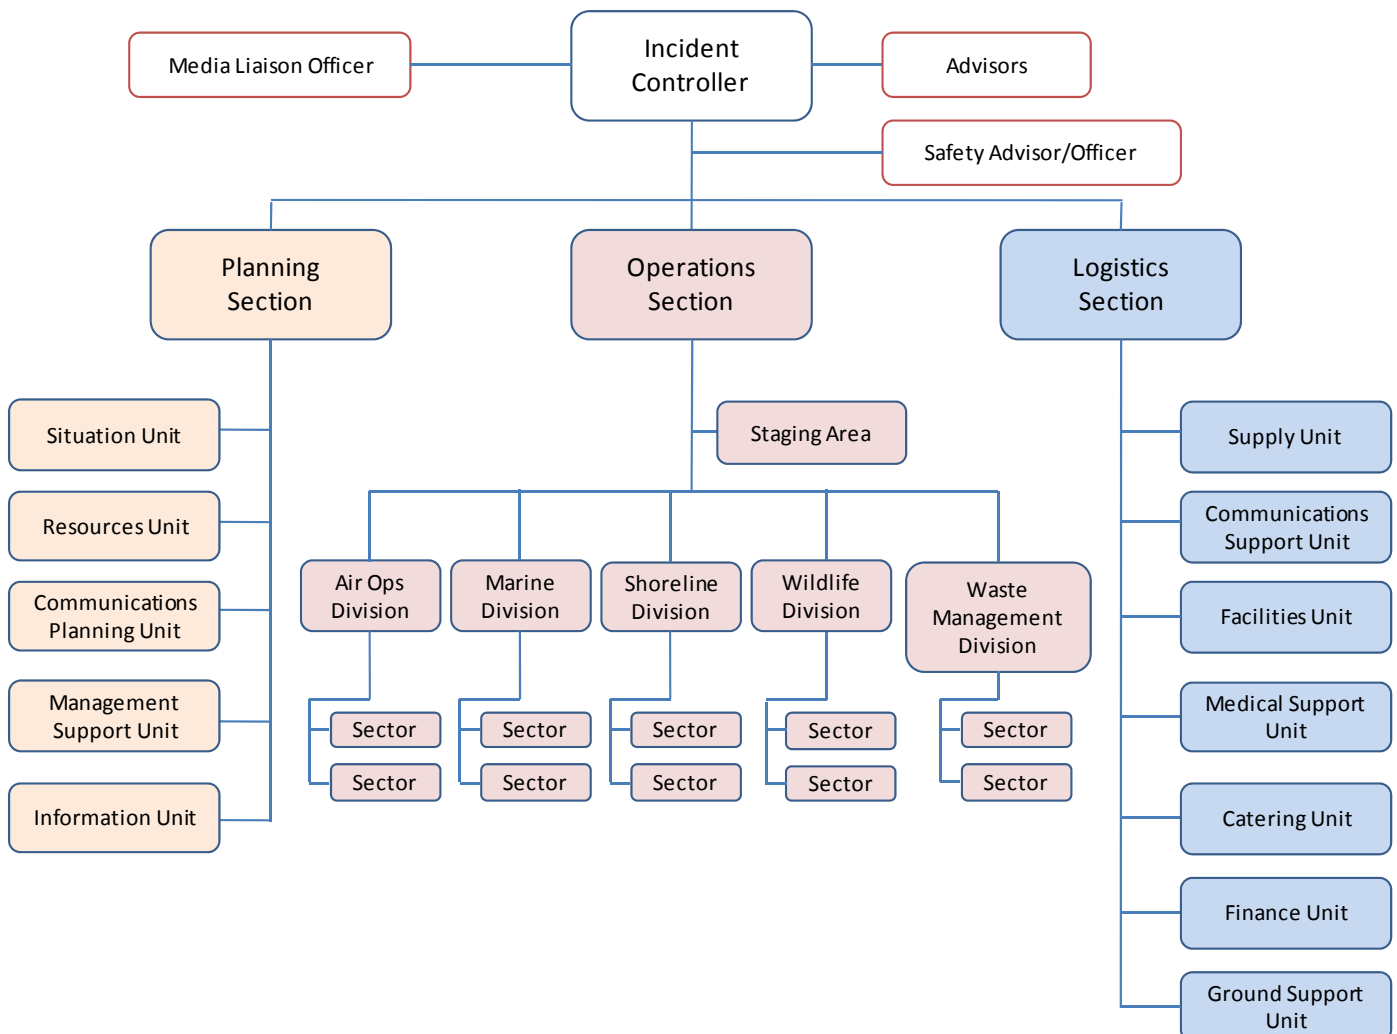 Media Liaison Officer
Incident
Controller
Advisors
Safety Advisor/Officer
Planning
Section
Operations
Section
Logistics
Section
Situation Unit
Resources Unit
Communications
Planning Unit
Management
Support Unit
Information Unit
Staging Area
Air Ops
Division
Marine
Division
Shoreline
Division
Wildlife
Division
Waste
Management
Division
Sector
Sector
Sector
Sector
Sector
Sector
Sector
Sector
Sector
Sector
Supply Unit
Communications
Support Unit
Facilities Unit
Medical Support
Unit
Catering Unit
Finance Unit
Ground Support
Unit